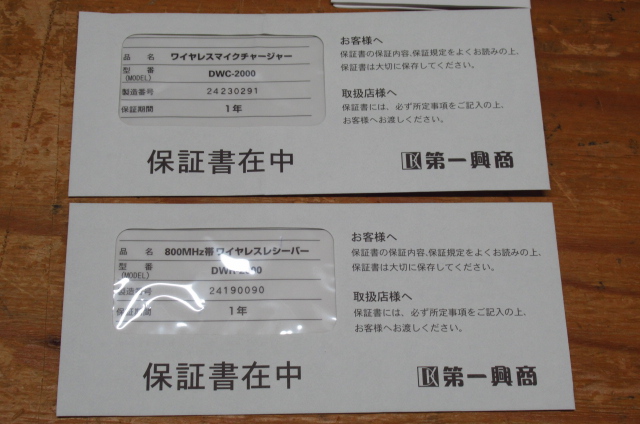 品 名 ワイヤレスマイクチャージャー
型 番 (MODEL) DWC-2000
製造番号 24230291
保証期間 1年
保証書在中
お客様へ
保証書の保証内容、保証規定をよくお読みの上、
保証書は大切に保存してください。
取扱店様へ
保証書には、必ず所定事項をご記入の上、
お客様へお渡しください。
第一興商
品 名 800MHz帯 ワイヤレスレシーバー
型 番 (MODEL)
製造番号 24190090
保証期間 1年
保証書在中
お客様へ
保証書の保証内容、保証規定をよくお読みの上、
保証書は大切に保存してください。
取扱店様へ
保証書には、必ず所定事項をご記入の上、
お客様へお渡しください。
第一興商